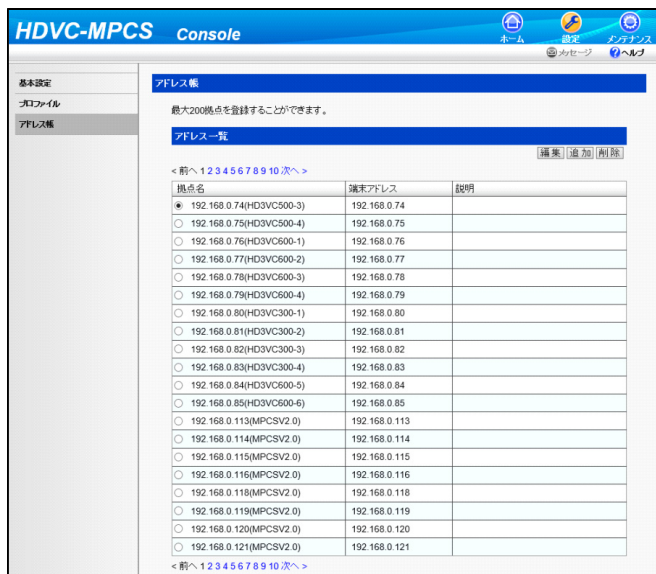 HDVC-MPCS Console
ホーム 設定 メンテナンス
メッセージ ヘルプ
基本設定
プロファイル
アドレス帳
アドレス帳
最大200拠点を登録することができます。
アドレス一覧
編集 追加 削除
< 前へ 1 2 3 4 5 6 7 8 9 10 次へ >
拠点名 端末アドレス 説明
192.168.0.74(HD3VC500-3) 192.168.0.74
192.168.0.75(HD3VC500-4) 192.168.0.75
192.168.0.76(HD3VC600-1) 192.168.0.76
192.168.0.77(HD3VC600-2) 192.168.0.77
192.168.0.78(HD3VC600-3) 192.168.0.78
192.168.0.79(HD3VC600-4) 192.168.0.79
192.168.0.80(HD3VC300-1) 192.168.0.80
192.168.0.81(HD3VC300-2) 192.168.0.81
192.168.0.82(HD3VC300-3) 192.168.0.82
192.168.0.83(HD3VC300-4) 192.168.0.83
192.168.0.84(HD3VC600-5) 192.168.0.84
192.168.0.85(HD3VC600-6) 192.168.0.85
192.168.0.113(MPCSV2.0) 192.168.0.113
192.168.0.114(MPCSV2.0) 192.168.0.114
192.168.0.115(MPCSV2.0) 192.168.0.115
192.168.0.116(MPCSV2.0) 192.168.0.116
192.168.0.118(MPCSV2.0) 192.168.0.118
192.168.0.119(MPCSV2.0) 192.168.0.119
192.168.0.120(MPCSV2.0) 192.168.0.120
192.168.0.121(MPCSV2.0) 192.168.0.121
< 前へ 1 2 3 4 5 6 7 8 9 10 次へ >